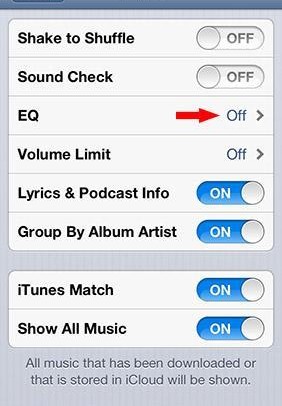 Shake to Shuffle OFF
Sound Check OFF
EQ Off
Volume Limit Off
Lyrics & Podcast Info ON
Group By Album Artist ON
iTunes Match ON
Show All Music ON
All music that has been downloaded or
that is stored in iCloud will be shown.